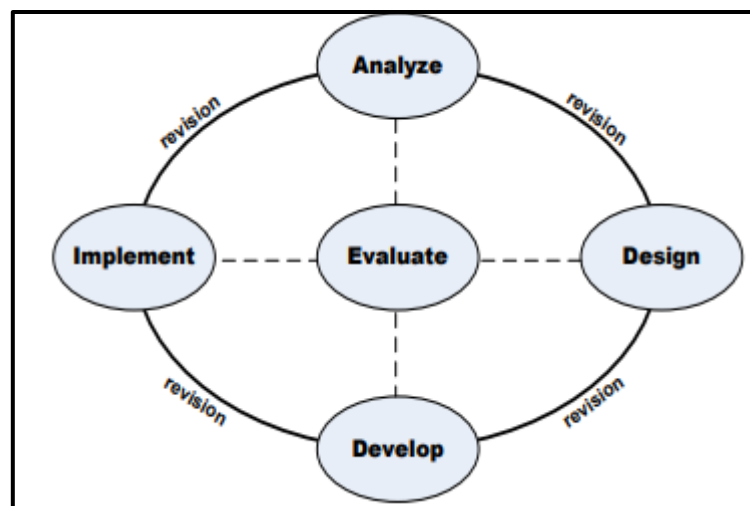 Analyze
revision
revision
Implement
Evaluate
Design
revision
revision
Develop